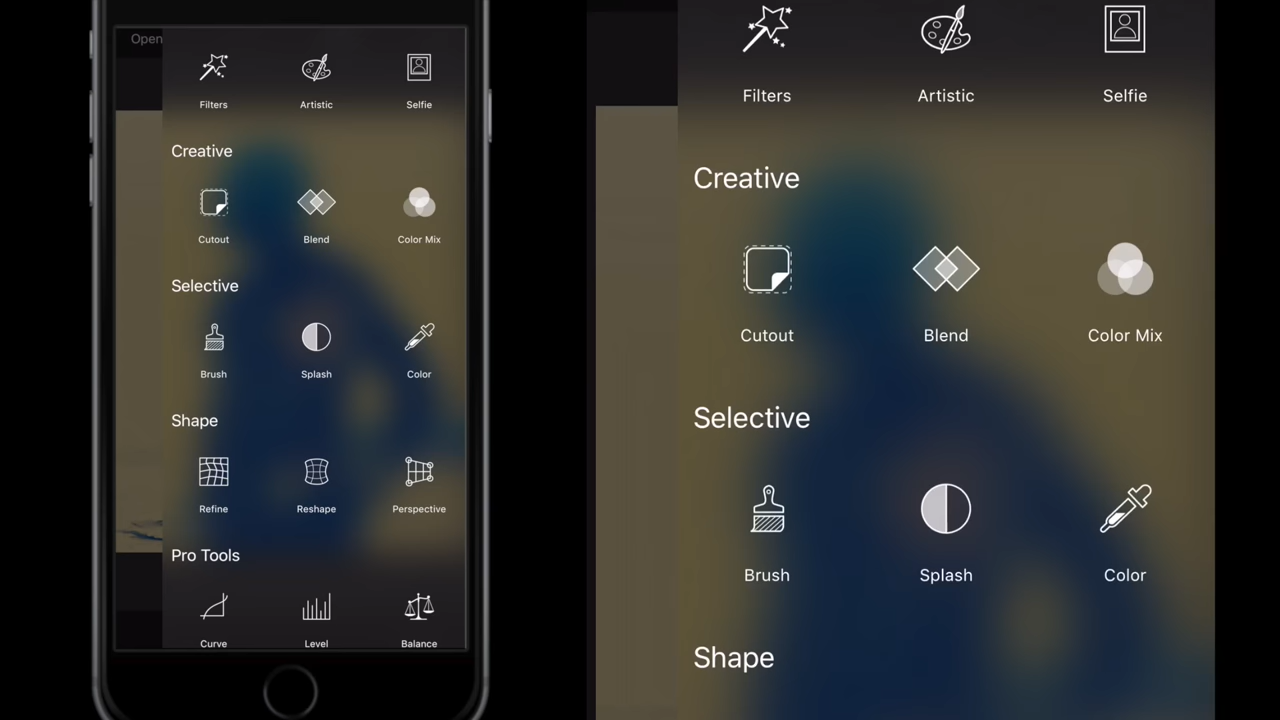 Open
Filters Artistic Selfie
Creative
Cutout Blend Color Mix
Selective
Brush Splash Color
Shape
Refine Reshape Perspective
Pro Tools
Curve Level Balance
Filters Artistic Selfie
Creative
Cutout Blend Color Mix
Selective
Brush Splash Color
Shape